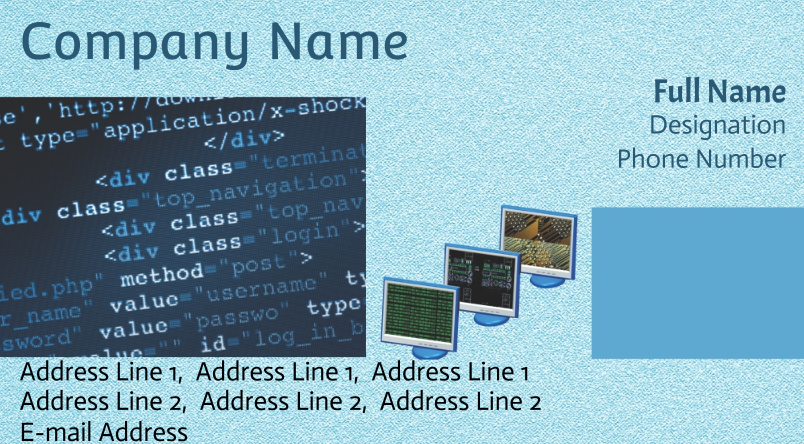 Company Name
Full Name
Designation
Phone Number
type="application/x-shock
</div>
<div class="terminat
div class="top_navigation">
<div class="top_nav
<div class="login">
ied.php" method="post">
r_name" value="username" ty
sword" value="passwo" type
value="" id="log_in_b
Address Line 1,  Address Line 1,  Address Line 1
Address Line 2,  Address Line 2,  Address Line 2
E-mail Address